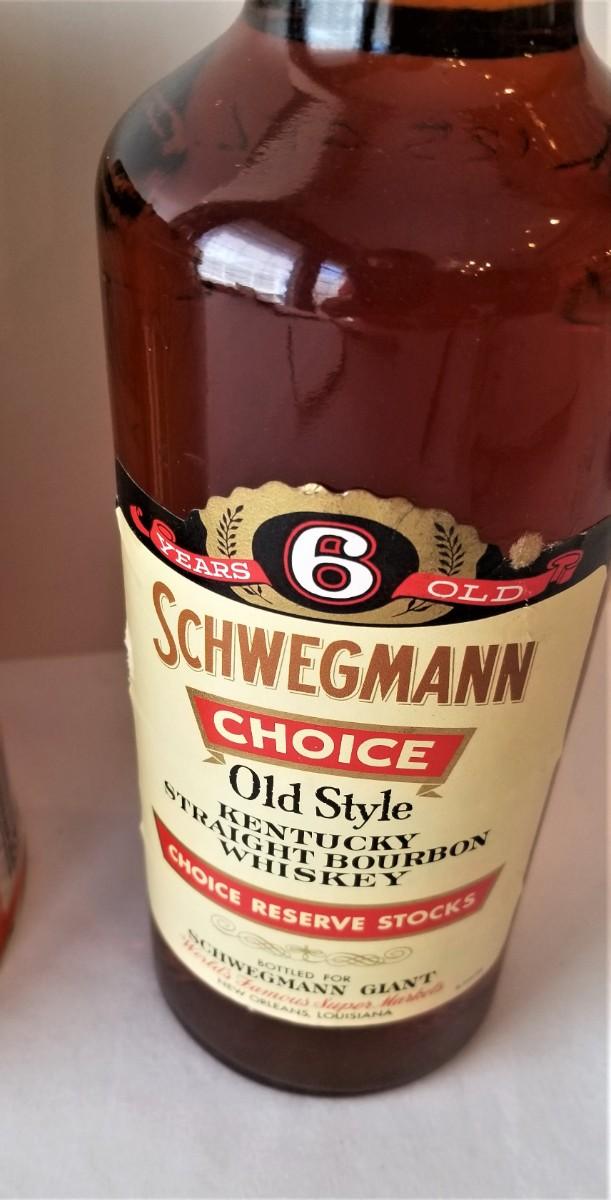 YEARS 6 OLD
SCHWEGMANN
CHOICE
Old Style
KENTUCKY
STRAIGHT BOURBON
WHISKEY
CHOICE RESERVE STOCKS
BOTTLED FOR
SCHWEGMANN GIANT
World's Famous Super Markets
NEW ORLEANS, LOUISIANA